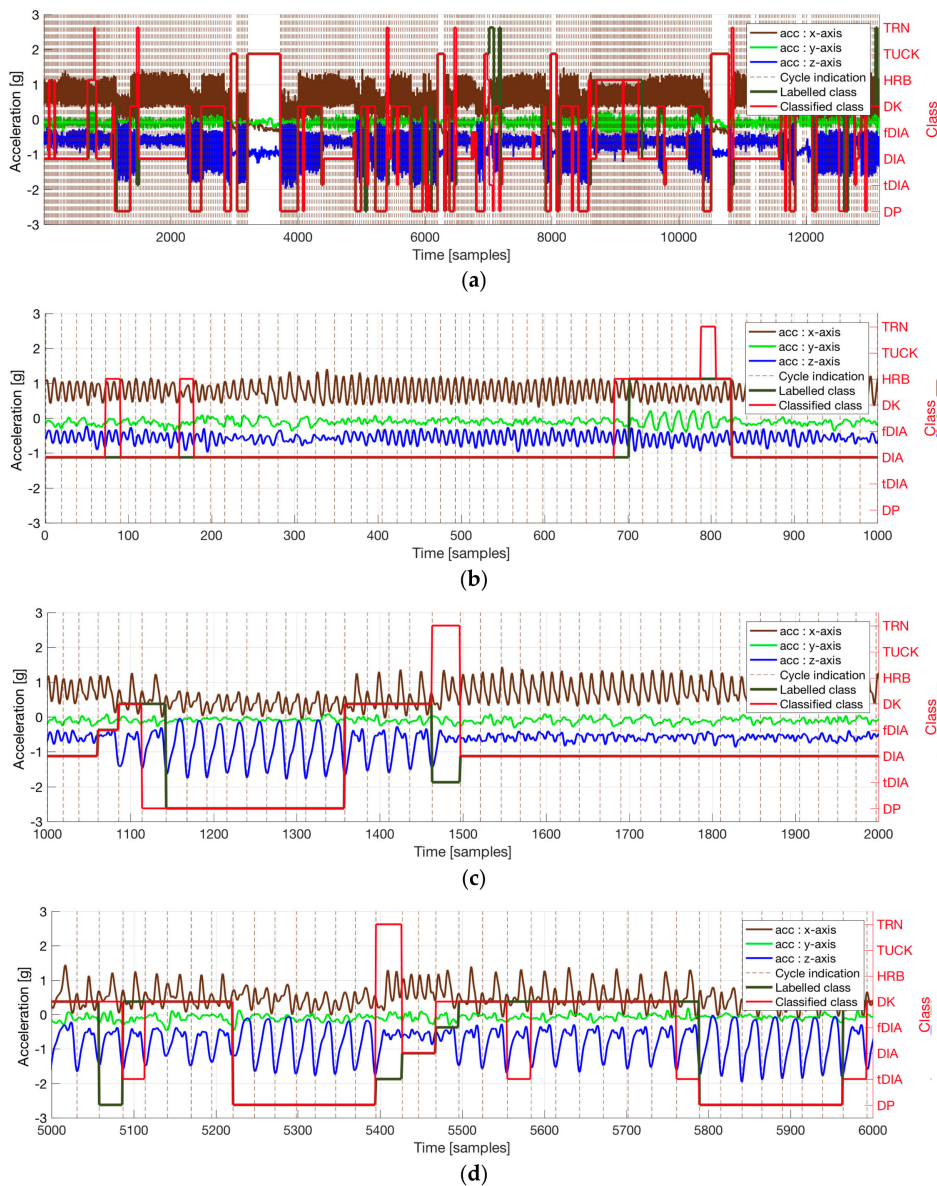 3
2
1
0
-1
-2
-3
Acceleration [g]
acc : x-axis
acc : y-axis
acc : z-axis
Cycle indication
Labelled class
Classified class
TRN
TUCK
HRB
DK
fDIA
DIA
tDIA
DP
Class
2000 4000 6000 8000 10000 12000
Time [samples]
(a)
3
2
1
0
-1
-2
-3
Acceleration [g]
acc : x-axis
acc : y-axis
acc : z-axis
Cycle indication
Labelled class
Classified class
TRN
TUCK
HRB
DK
fDIA
DIA
tDIA
DP
Class
0 100 200 300 400 500 600 700 800 900 1000
Time [samples]
(b)
3
2
1
0
-1
-2
-3
Acceleration [g]
acc : x-axis
acc : y-axis
acc : z-axis
Cycle indication
Labelled class
Classified class
TRN
TUCK
HRB
DK
fDIA
DIA
tDIA
DP
Class
1000 1100 1200 1300 1400 1500 1600 1700 1800 1900 2000
Time [samples]
(c)
3
2
1
0
-1
-2
-3
Acceleration [g]
acc : x-axis
acc : y-axis
acc : z-axis
Cycle indication
Labelled class
Classified class
TRN
TUCK
HRB
DK
fDIA
DIA
tDIA
DP
Class
5000 5100 5200 5300 5400 5500 5600 5700 5800 5900 6000
Time [samples]
(d)